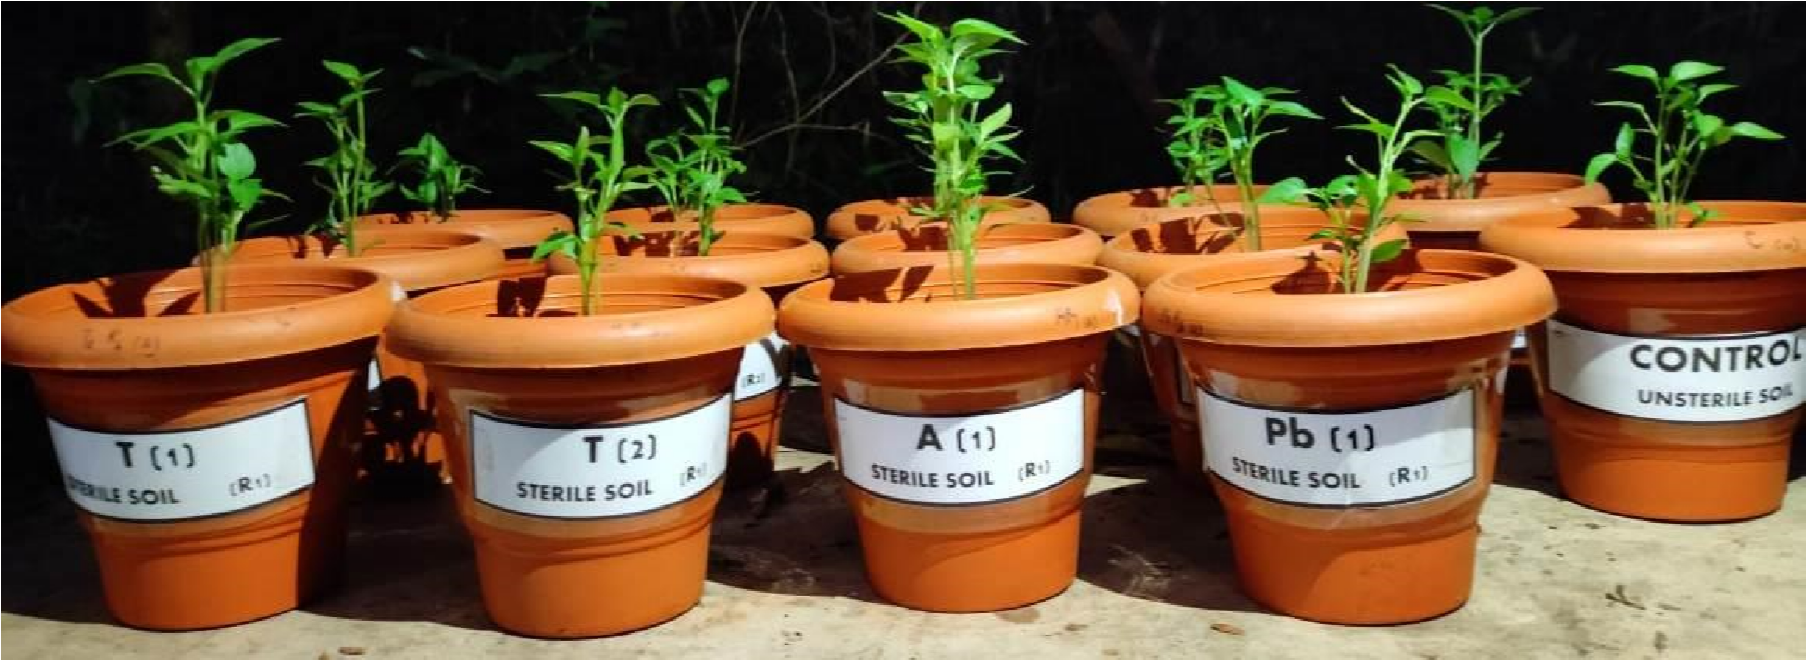 T (1)
STERILE SOIL (R1)
T (2)
STERILE SOIL (R1)
(R2)
A (1)
STERILE SOIL (R1)
Pb (1)
STERILE SOIL (R1)
CONTROL
UNSTERILE SOIL